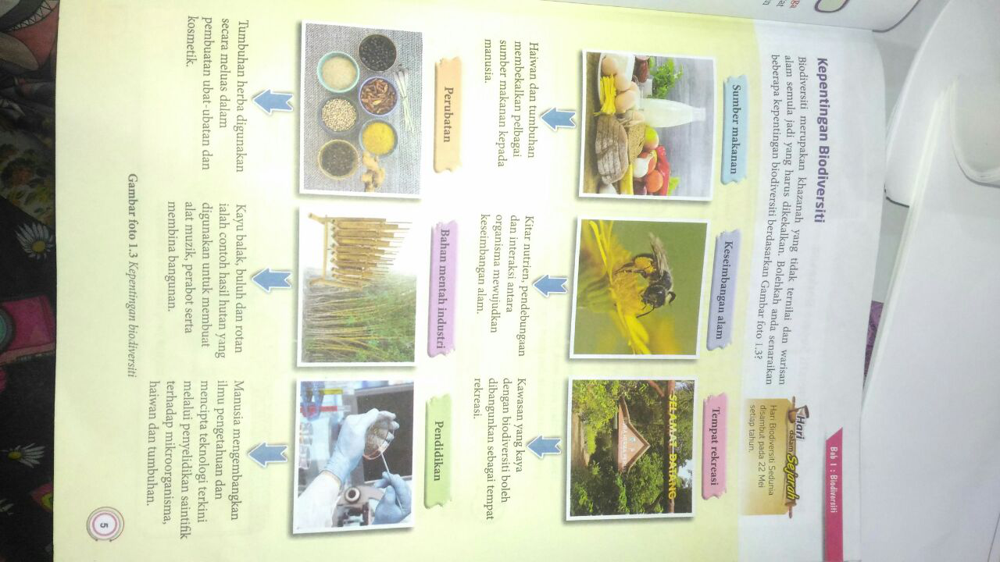 Bab 1 : Biodiversiti
Kepentingan Biodiversiti
Biodiversiti merupakan khazanah yang tidak ternilai dan warisan
alam semula jadi yang harus dikekalkan. Bolehkah anda senaraikan
beberapa kepentingan biodiversiti berdasarkan Gambar foto 1.3?
Hari
dalam Sejarah
Hari Biodiversiti Sedunia
disambut pada 22 Mei
setiap tahun.
Sumber makanan
Haiwan dan tumbuhan
membekalkan pelbagai
sumber makanan kepada
manusia.
Keseimbangan alam
Kitar nutrien, pendebungaan
dan interaksi antara
organisma mewujudkan
keseimbangan alam.
Tempat rekreasi
SELAMAT DATANG
Kawasan yang kaya
dengan biodiversiti boleh
dibangunkan sebagai tempat
rekreasi.
Perubatan
Tumbuhan herba digunakan
secara meluas dalam
pembuatan ubat-ubatan dan
kosmetik.
Bahan mentah industri
Kayu balak, buluh dan rotan
ialah contoh hasil hutan yang
digunakan untuk membuat
alat muzik, perabot serta
membina bangunan.
Pendidikan
Manusia mengembangkan
ilmu pengetahuan dan
mencipta teknologi terkini
melalui penyelidikan saintifik
terhadap mikroorganisma,
haiwan dan tumbuhan.
Gambar foto 1.3 Kepentingan biodiversiti
5